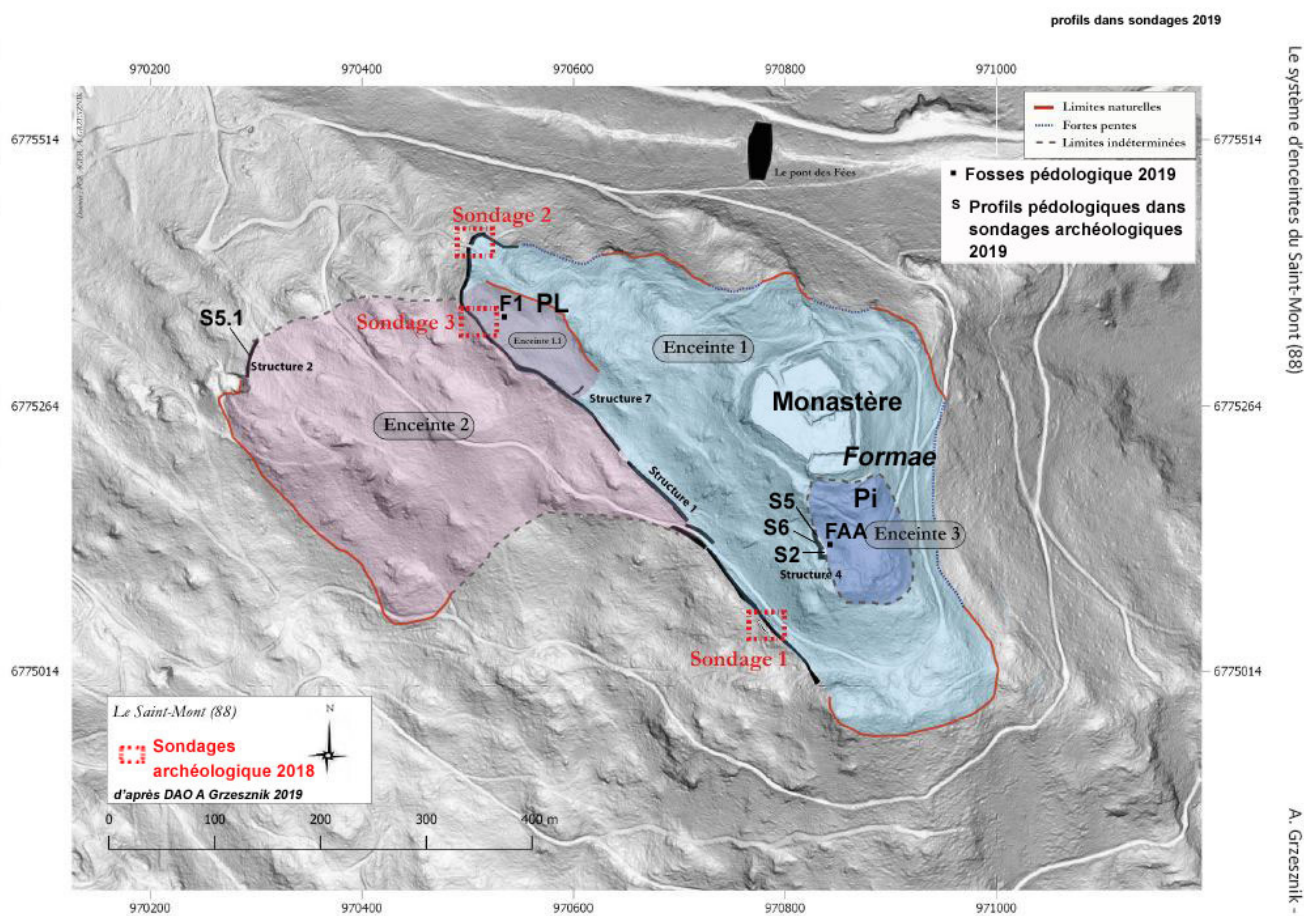 profils dans sondages 2019
970200 970400 970600 970800 971000
Limites naturelles
Fortes pentes
Limites indéterminées
6775514
6775514
Le pont des Fées
Fosses pédologique 2019
S Profils pédologiques dans
sondages archéologiques
2019
Sondage 2
S5.1
Sondage 3
F1 PL
Enceinte 1.1
Enceinte 1
Structure 2
Structure 7
6775264
6775264
Monastère
Enceinte 2
Formae
Structure 1
Pi
S5
S6
FAA
Enceinte 3
S2
Structure 4
Sondage 1
6775014
6775014
Le Saint-Mont (88)
N
Sondages
archéologique 2018
d'après DAO A Grzesznik 2019
0 100 200 300 400 m
970200 970400 970600 970800 971000
Le système d'enceintes du Saint-Mont (88)
A. Grzesznik -